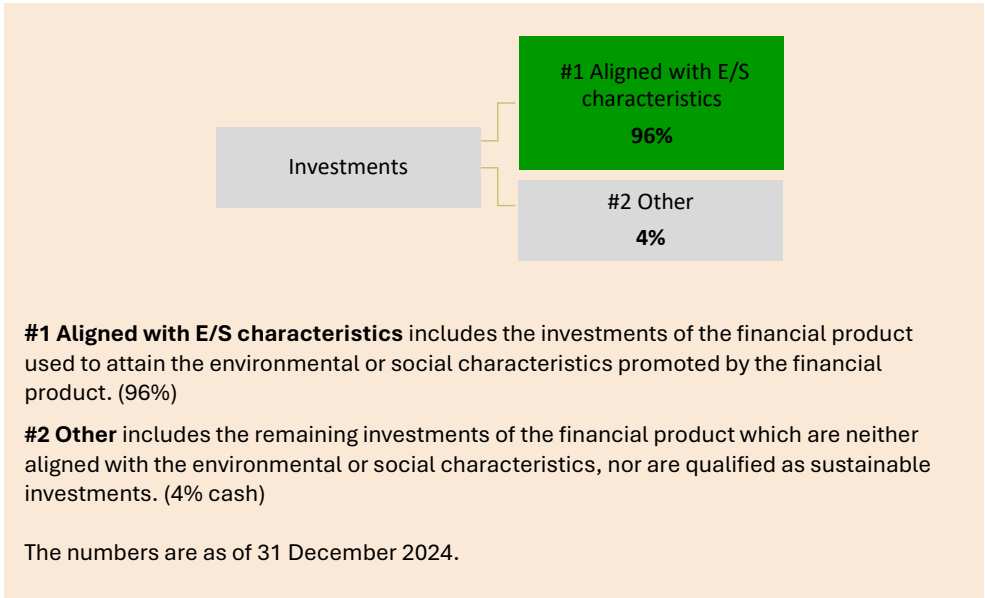 #1 Aligned with E/S
characteristics
96%
Investments
#2 Other
4%
#1 Aligned with E/S characteristics includes the investments of the financial product
used to attain the environmental or social characteristics promoted by the financial
product. (96%)
#2 Other includes the remaining investments of the financial product which are neither
aligned with the environmental or social characteristics, nor are qualified as sustainable
investments. (4% cash)
The numbers are as of 31 December 2024.